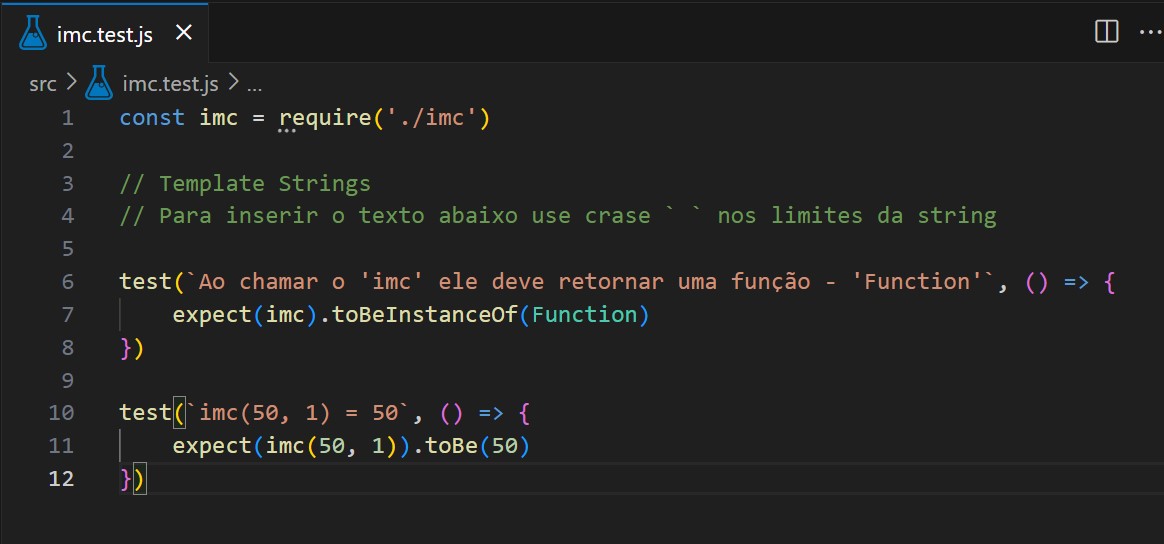 imc.test.js
src > imc.test.js > ...
1 const imc = require('./imc')
2
3 // Template Strings
4 // Para inserir o texto abaixo use crase ` ` nos limites da string
5
6 test(`Ao chamar o 'imc' ele deve retornar uma função - 'Function'`, () => {
7     expect(imc).toBeInstanceOf(Function)
8 })
9
10 test(`imc(50, 1) = 50`, () => {
11     expect(imc(50, 1)).toBe(50)
12 })